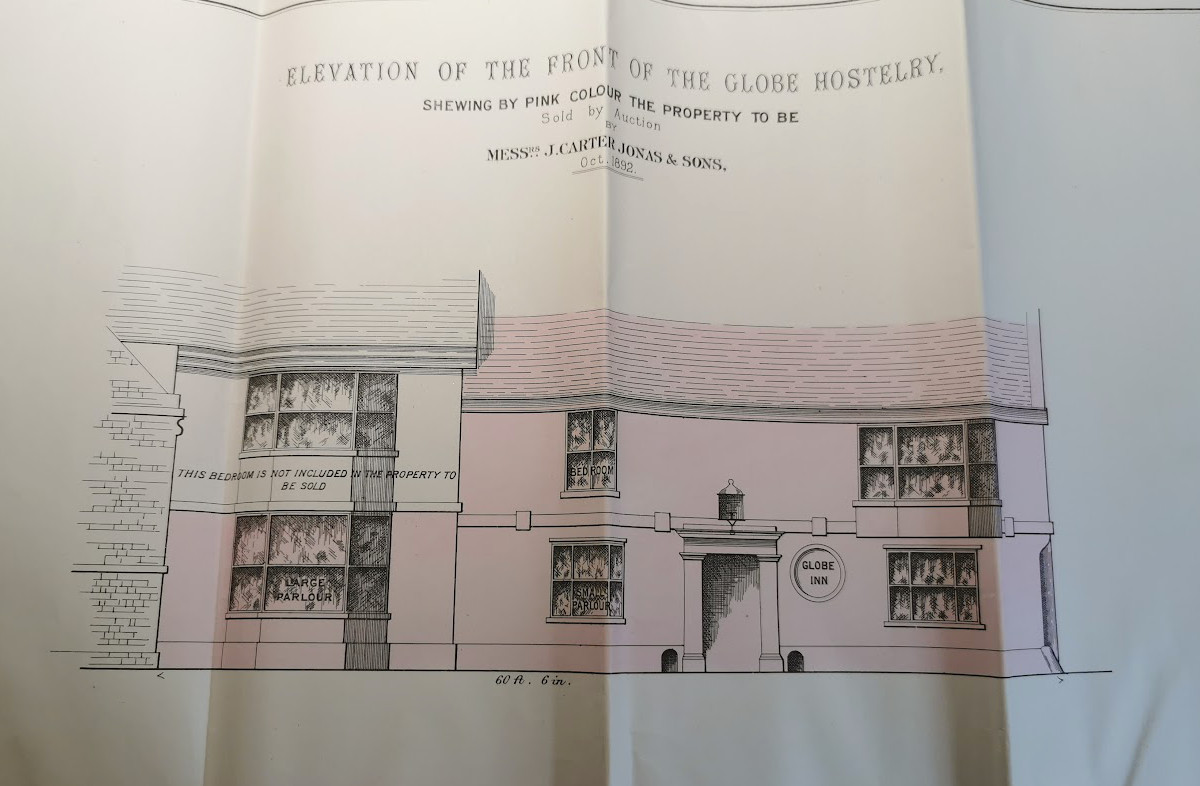 ELEVATION OF THE FRONT OF THE GLOBE HOSTELRY,
SHEWING BY PINK COLOUR THE PROPERTY TO BE
Sold by Auction
BY
MESSRS J. CARTER JONAS & SONS,
Oct. 1892.
THIS BEDROOM IS NOT INCLUDED IN THE PROPERTY TO
BE SOLD
BEDROOM
LARGE
PARLOUR
SMALL
PARLOUR
GLOBE
INN
60 ft. 6 in.